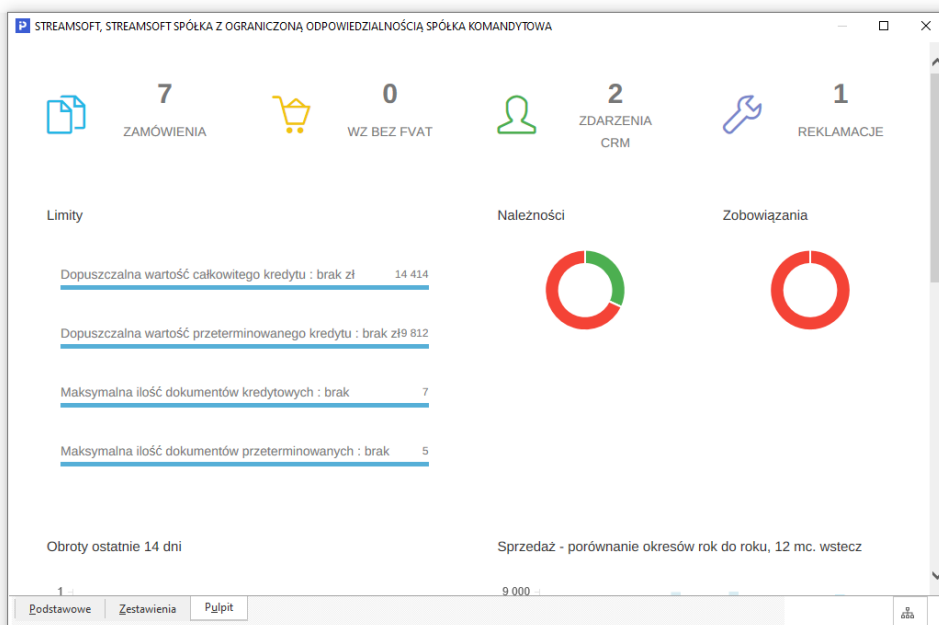 STREAMSOFT, STREAMSOFT SPÓŁKA Z OGRANICZONĄ ODPOWIEDZIALNOŚCIĄ SPÓŁKA KOMANDYTOWA
7
ZAMÓWIENIA
0
WZ BEZ FVAT
2
ZDARZENIA
CRM
1
REKLAMACJE
Limity
Należności
Zobowiązania
Dopuszczalna wartość całkowitego kredytu : brak zł 14 414
Dopuszczalna wartość przeterminowanego kredytu : brak zł 9 812
Maksymalna ilość dokumentów kredytowych : brak 7
Maksymalna ilość dokumentów przeterminowanych : brak 5
Obroty ostatnie 14 dni
Sprzedaż - porównanie okresów rok do roku, 12 mc. wstecz
1
9 000
Podstawowe
Zestawienia
Pulpit